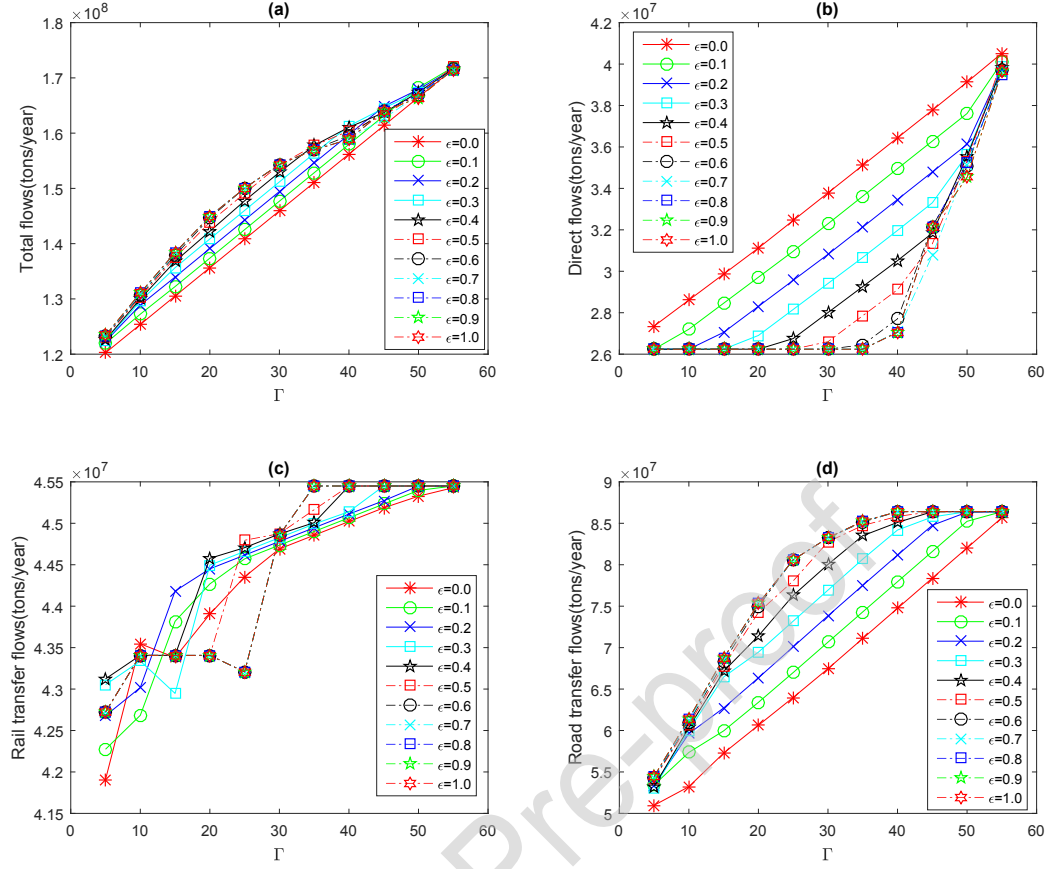 (a)
×10^8
Total flows(tons/year)
1.8
1.7
1.6
1.5
1.4
1.3
1.2
0 10 20 30 40 50 60
Γ
ϵ=0.0
ϵ=0.1
ϵ=0.2
ϵ=0.3
ϵ=0.4
ϵ=0.5
ϵ=0.6
ϵ=0.7
ϵ=0.8
ϵ=0.9
ϵ=1.0
(b)
×10^7
Direct flows(tons/year)
4.2
4
3.8
3.6
3.4
3.2
3
2.8
2.6
0 10 20 30 40 50 60
Γ
ϵ=0.0
ϵ=0.1
ϵ=0.2
ϵ=0.3
ϵ=0.4
ϵ=0.5
ϵ=0.6
ϵ=0.7
ϵ=0.8
ϵ=0.9
ϵ=1.0
(c)
×10^7
Rail transfer flows(tons/year)
4.55
4.5
4.45
4.4
4.35
4.3
4.25
4.2
4.15
0 10 20 30 40 50 60
Γ
ϵ=0.0
ϵ=0.1
ϵ=0.2
ϵ=0.3
ϵ=0.4
ϵ=0.5
ϵ=0.6
ϵ=0.7
ϵ=0.8
ϵ=0.9
ϵ=1.0
(d)
×10^7
Road transfer flows(tons/year)
9
8.5
8
7.5
7
6.5
6
5.5
5
0 10 20 30 40 50 60
Γ
ϵ=0.0
ϵ=0.1
ϵ=0.2
ϵ=0.3
ϵ=0.4
ϵ=0.5
ϵ=0.6
ϵ=0.7
ϵ=0.8
ϵ=0.9
ϵ=1.0
Pre-proof